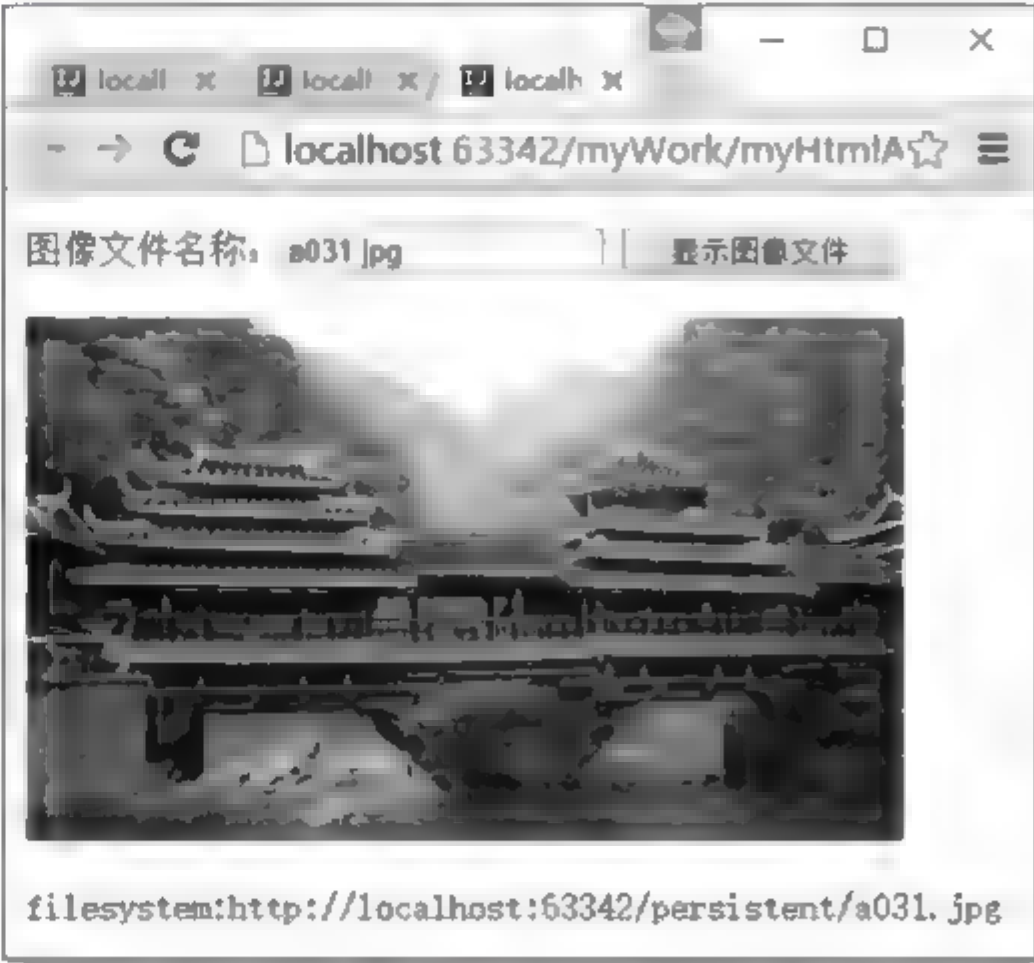 locall
locall
localh
localhost 63342/myWork/myHtmlA
图像文件名称: a031 jpg 显示图像文件
filesystem:http://localhost:63342/persistent/a031.jpg